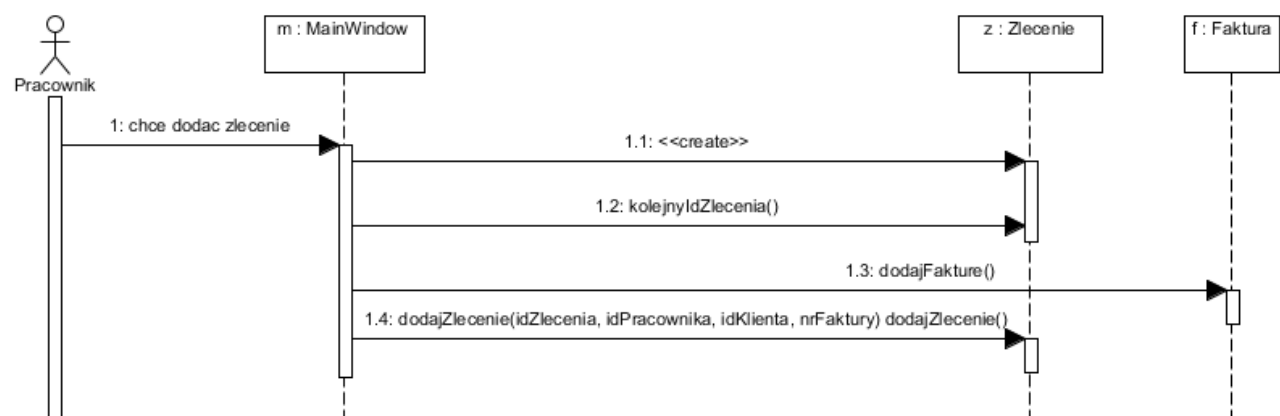 m : MainWindow
z : Zlecenie
f : Faktura
Pracownik
1: chce dodac zlecenie
1.1: <<create>>
1.2: kolejnyIdZlecenia()
1.3: dodajFakture()
1.4: dodajZlecenie(idZlecenia, idPracownika, idKlienta, nrFaktury) dodajZlecenie()